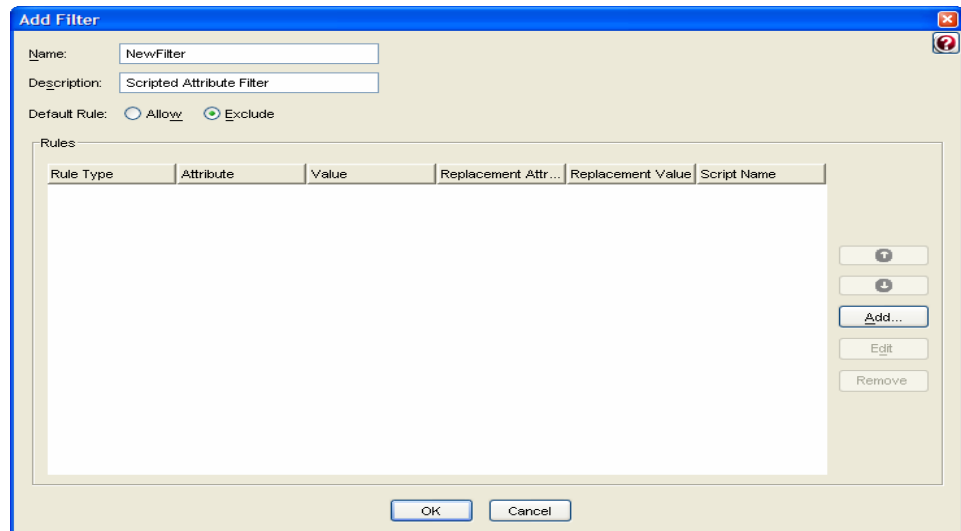 Add Filter
Name: NewFilter
Description: Scripted Attribute Filter
Default Rule: Allow Exclude
Rules
Rule Type Attribute Value Replacement Attr... Replacement Value Script Name
Add...
Edit
Remove
OK Cancel